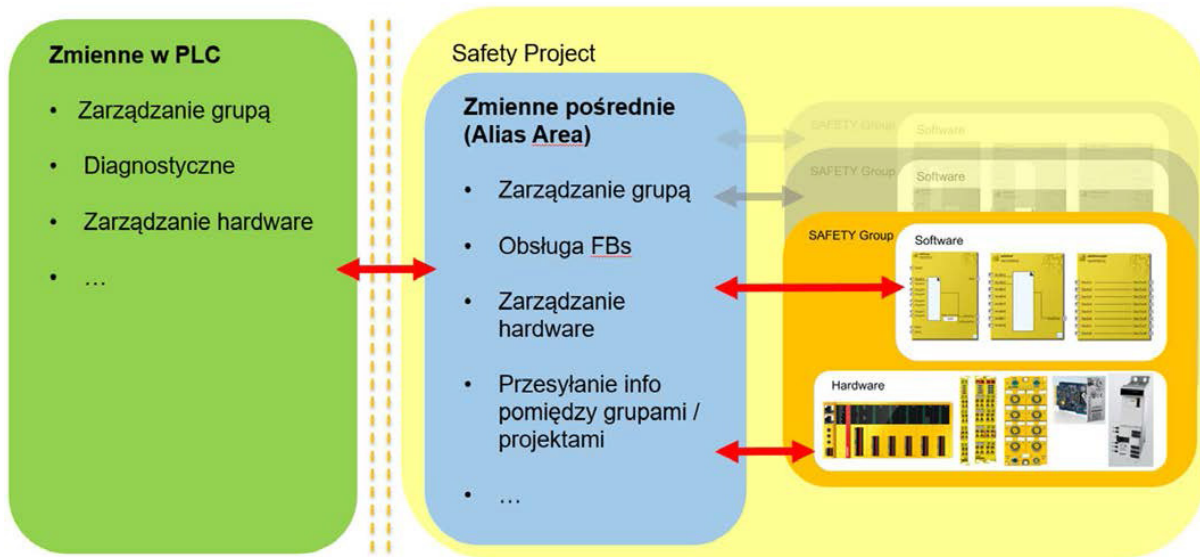 Zmienne w PLC
• Zarządzanie grupą
• Diagnostyczne
• Zarządzanie hardware
• …
Safety Project
Zmienne pośrednie
(Alias Area)
• Zarządzanie grupą
• Obsługa FBs
• Zarządzanie
hardware
• Przesyłanie info
pomiędzy grupami /
projektami
• …
SAFETY Group
Software
SAFETY Group
Software
SAFETY Group
Software
Hardware